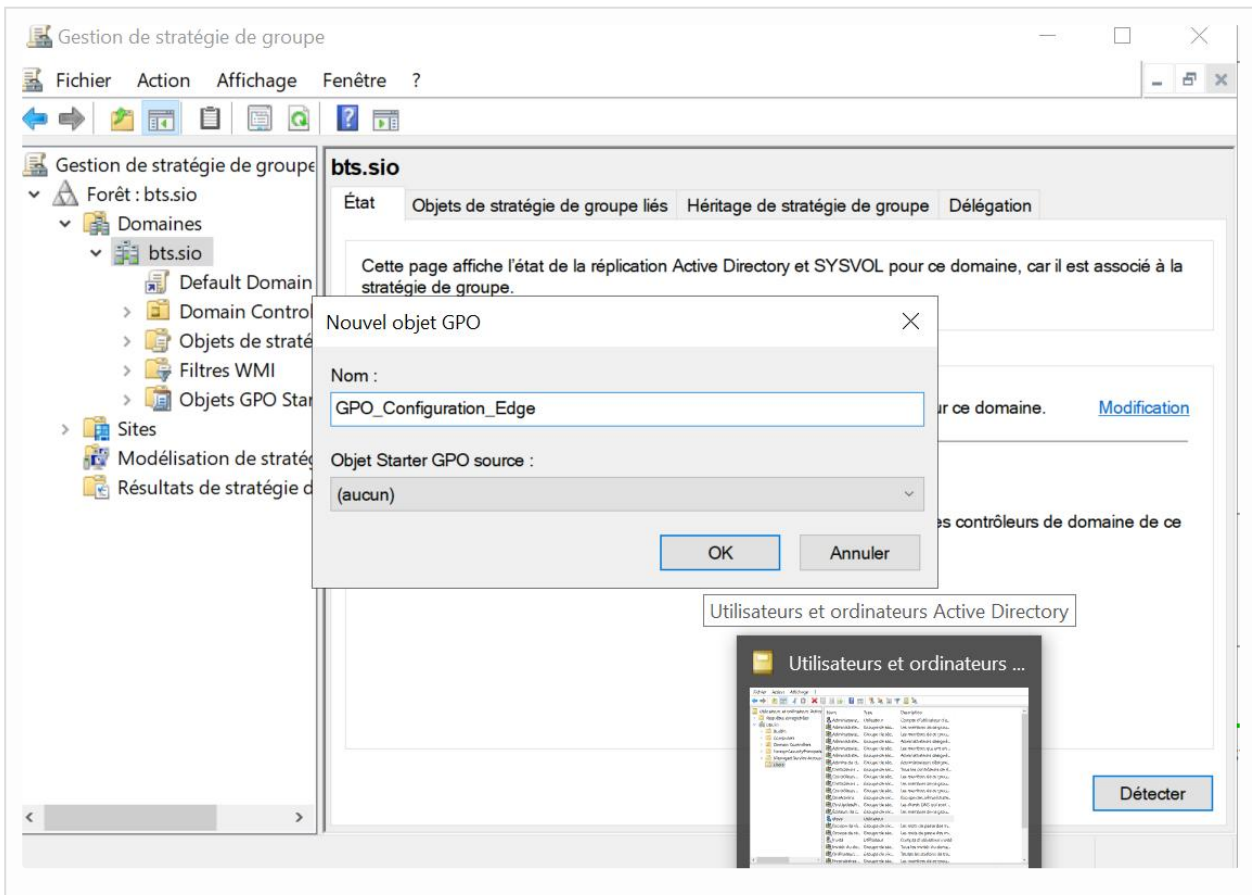 Gestion de stratégie de groupe
Fichier Action Affichage Fenêtre ?
Gestion de stratégie de groupe
Forêt : bts.sio
Domaines
bts.sio
Default Domain
Domain Control
Objets de straté
Filtres WMI
Objets GPO Star
Sites
Modélisation de straté
Résultats de stratégie d
bts.sio
État Objets de stratégie de groupe liés Héritage de stratégie de groupe Délégation
Cette page affiche l'état de la réplication Active Directory et SYSVOL pour ce domaine, car il est associé à la
stratégie de groupe.
Nouvel objet GPO
Nom :
GPO_Configuration_Edge
Objet Starter GPO source :
(aucun)
OK Annuler
ur ce domaine. Modification
es contrôleurs de domaine de ce
Utilisateurs et ordinateurs Active Directory
Utilisateurs et ordinateurs ...
Détecter